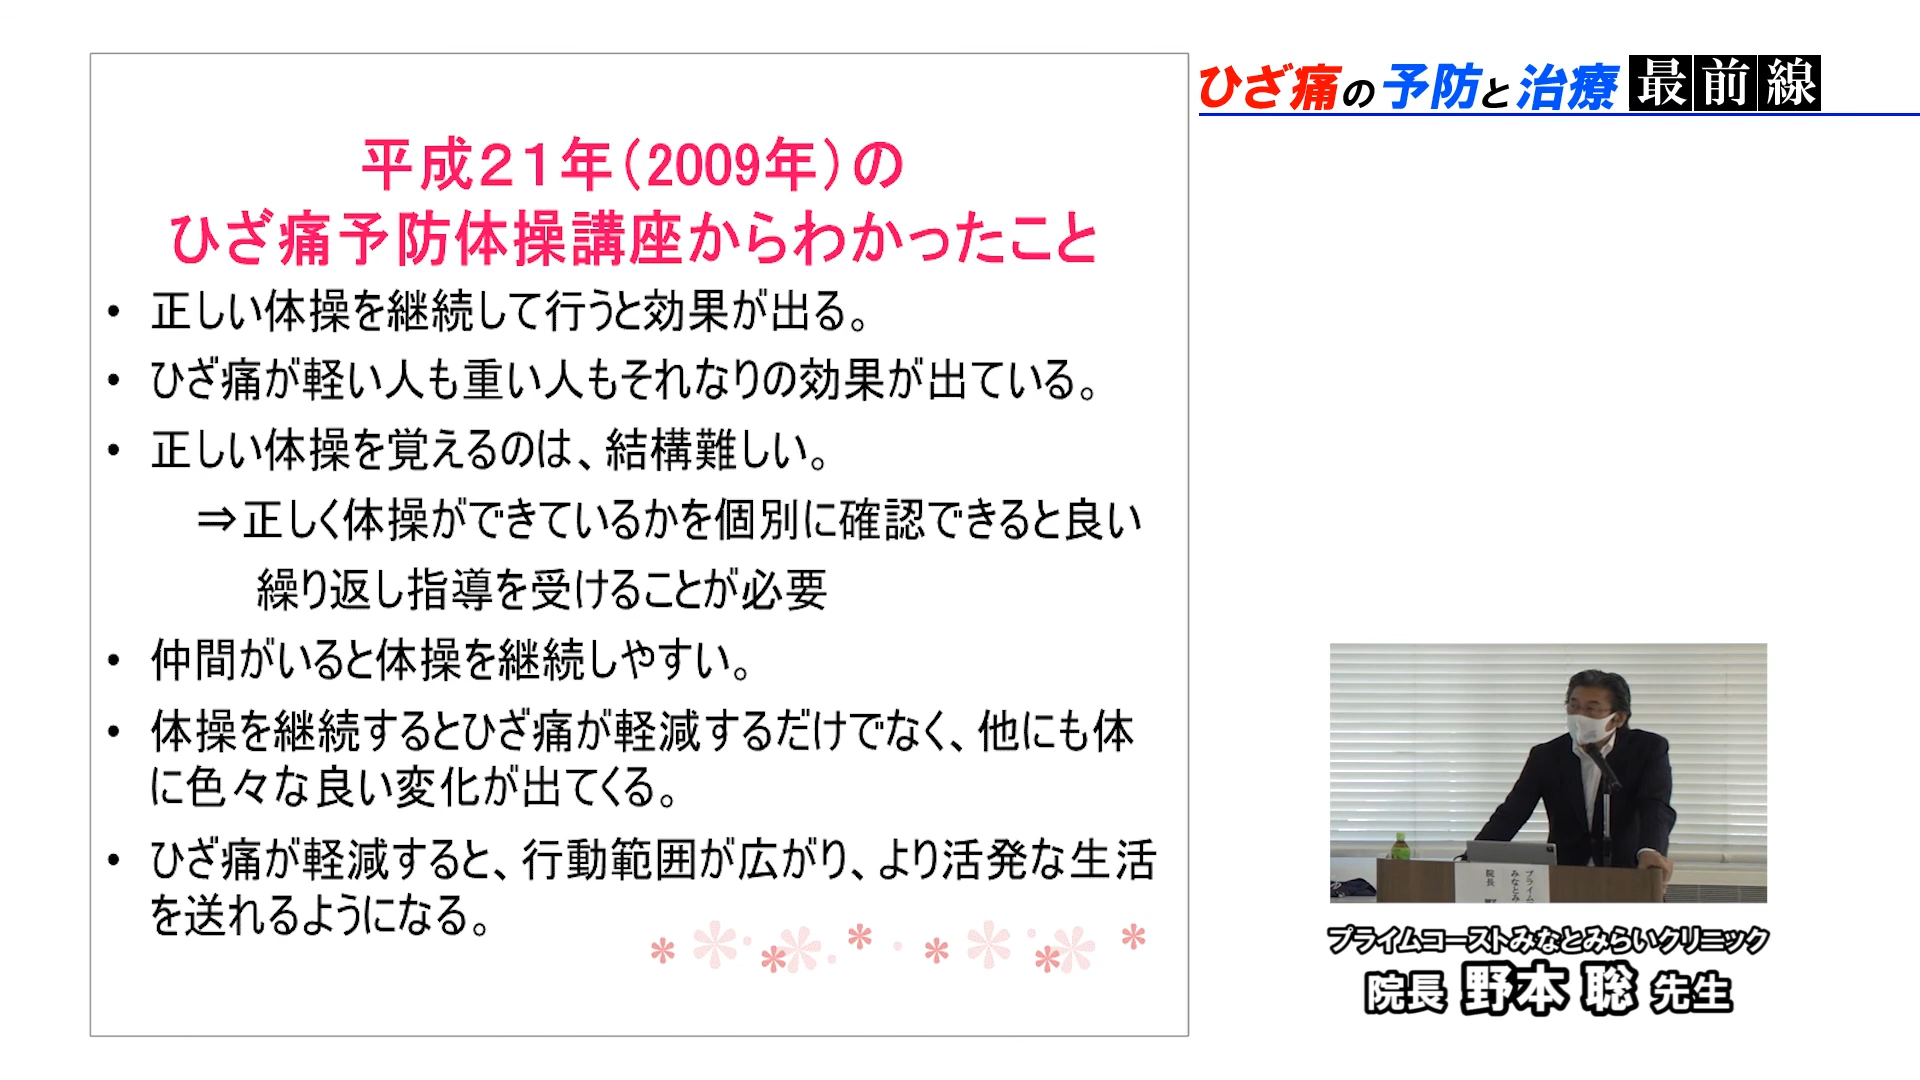 ひざ痛の予防と治療最前線
平成２１年（2009年）の
ひざ痛予防体操講座からわかったこと
• 正しい体操を継続して行うと効果が出る。
• ひざ痛が軽い人も重い人もそれなりの効果が出ている。
• 正しい体操を覚えるのは、結構難しい。
⇒正しく体操ができているかを個別に確認できると良い
繰り返し指導を受けることが必要
• 仲間がいると体操を継続しやすい。
• 体操を継続するとひざ痛が軽減するだけでなく、他にも体
に色々な良い変化が出てくる。
• ひざ痛が軽減すると、行動範囲が広がり、より活発な生活
を送れるようになる。
プライム
みなとみ
院長
プライムコーストみなとみらいクリニック
院長 野本 聡 先生